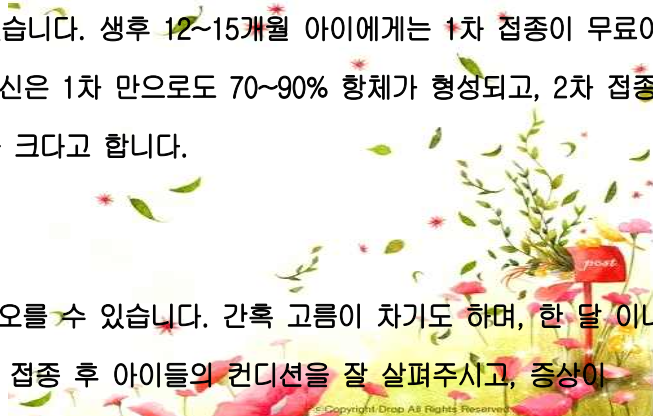 습니다. 생후 12~15개월 아이에게는 1차 접종이 무료이
신은 1차 만으로도 70~90% 항체가 형성되고, 2차 접종
크다고 합니다.
post
오를 수 있습니다. 간혹 고름이 차기도 하며, 한 달 이내
접종 후 아이들의 컨디션을 잘 살펴주시고, 증상이
Copyright Drop All Rights Reserved